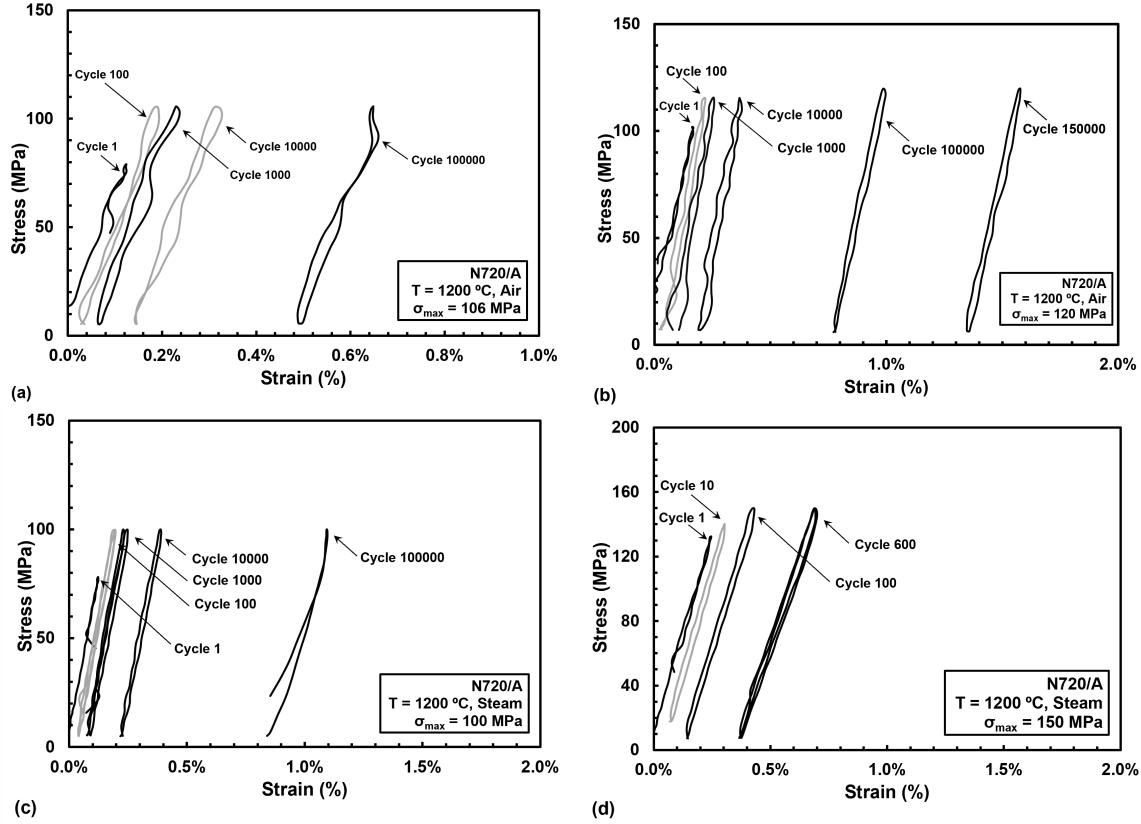 150
100
50
0
Stress (MPa)
Cycle 100
Cycle 1
Cycle 10000
Cycle 1000
Cycle 100000
N720/A
T = 1200 ºC, Air
σmax = 106 MPa
0.0%
0.2%
0.4%
0.6%
0.8%
1.0%
Strain (%)
(a)
150
100
50
0
Stress (MPa)
Cycle 100
Cycle 1
Cycle 10000
Cycle 1000
Cycle 100000
Cycle 150000
N720/A
T = 1200 ºC, Air
σmax = 120 MPa
0.0%
1.0%
2.0%
Strain (%)
(b)
150
100
50
0
Stress (MPa)
Cycle 10000
Cycle 1000
Cycle 100
Cycle 1
Cycle 100000
N720/A
T = 1200 ºC, Steam
σmax = 100 MPa
0.0%
0.5%
1.0%
1.5%
2.0%
Strain (%)
(c)
200
160
120
80
40
0
Stress (MPa)
Cycle 10
Cycle 1
Cycle 600
Cycle 100
N720/A
T = 1200 ºC, Steam
σmax = 150 MPa
0.0%
0.5%
1.0%
1.5%
2.0%
Strain (%)
(d)